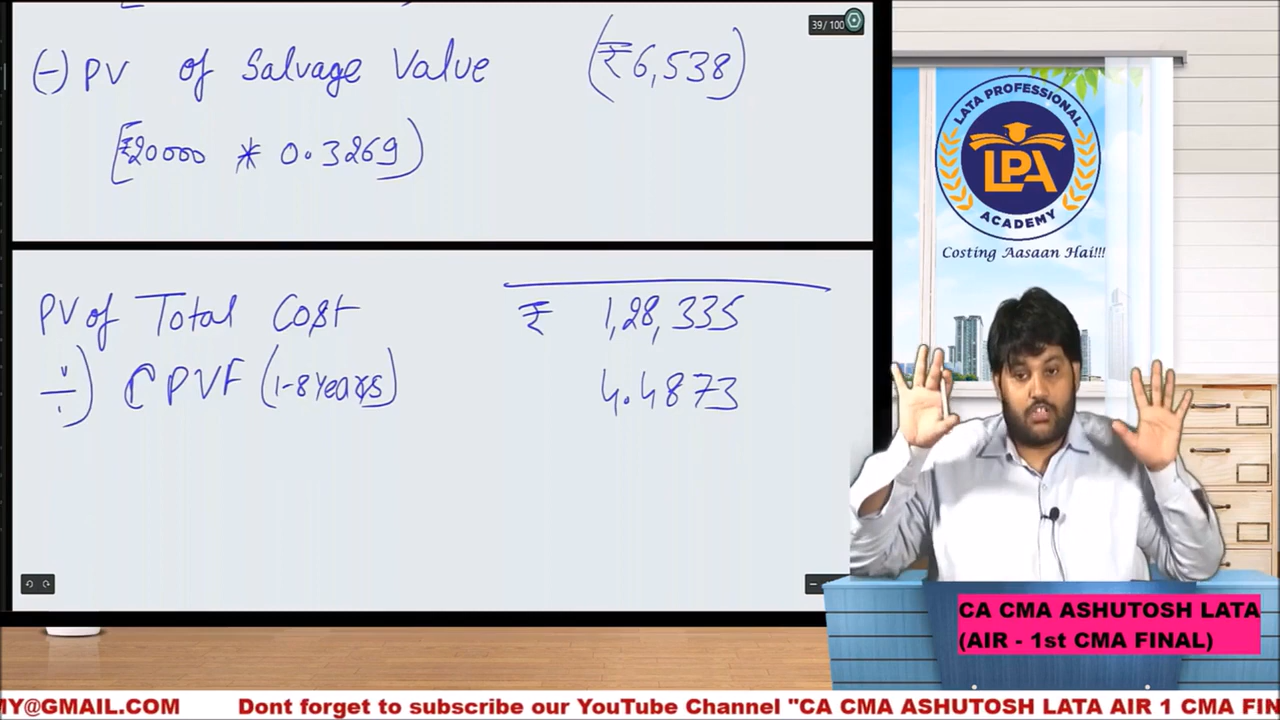 39 / 100
(-) PV of Salvage Value (₹6,538)
[₹20000 * 0.3269)
PV of Total Cost ₹ 1,28,335
÷) CPVF (1-8 Years) 4.4873
LATA PROFESSIONAL
LPA
ACADEMY
Costing Aasaan Hai!!!
CA CMA ASHUTOSH LATA
(AIR - 1st CMA FINAL)
MY@GMAIL.COM Dont forget to subscribe our YouTube Channel "CA CMA ASHUTOSH LATA AIR 1 CMA FIN